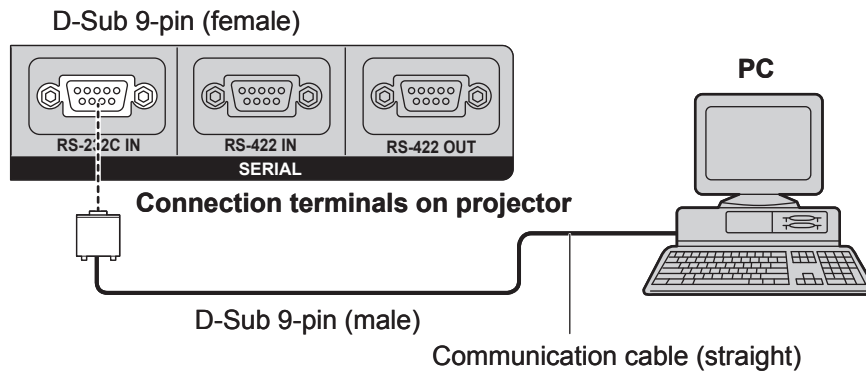 D-Sub 9-pin (female)
PC
RS-232C IN
RS-422 IN
RS-422 OUT
SERIAL
Connection terminals on projector
D-Sub 9-pin (male)
Communication cable (straight)